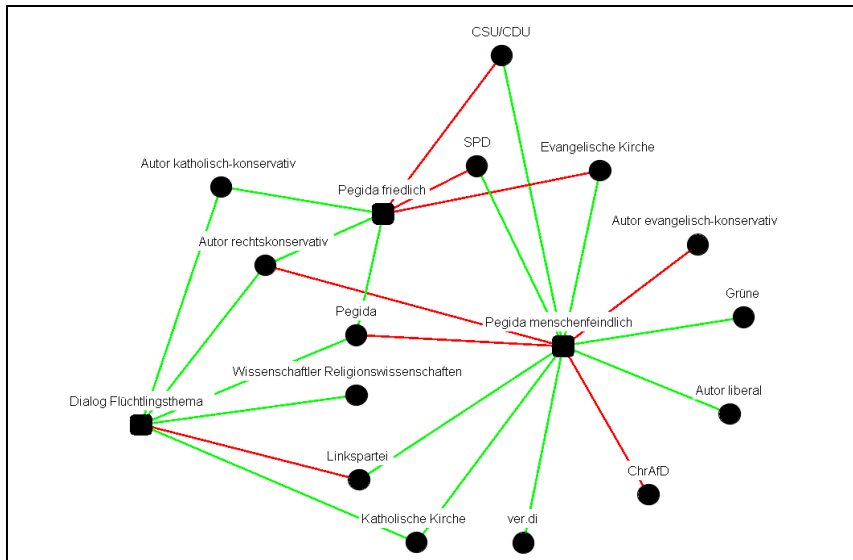 CSU/CDU
SPD
Evangelische Kirche
Autor katholisch-konservativ
Pegida friedlich
Autor evangelisch-konservativ
Autor rechtskonservativ
Grüne
Pegida
Pegida menschenfeindlich
Wissenschaftler Religionswissenschaften
Autor liberal
Dialog Flüchtlingsthema
Linkspartei
ChrAfD
Katholische Kirche
ver.di